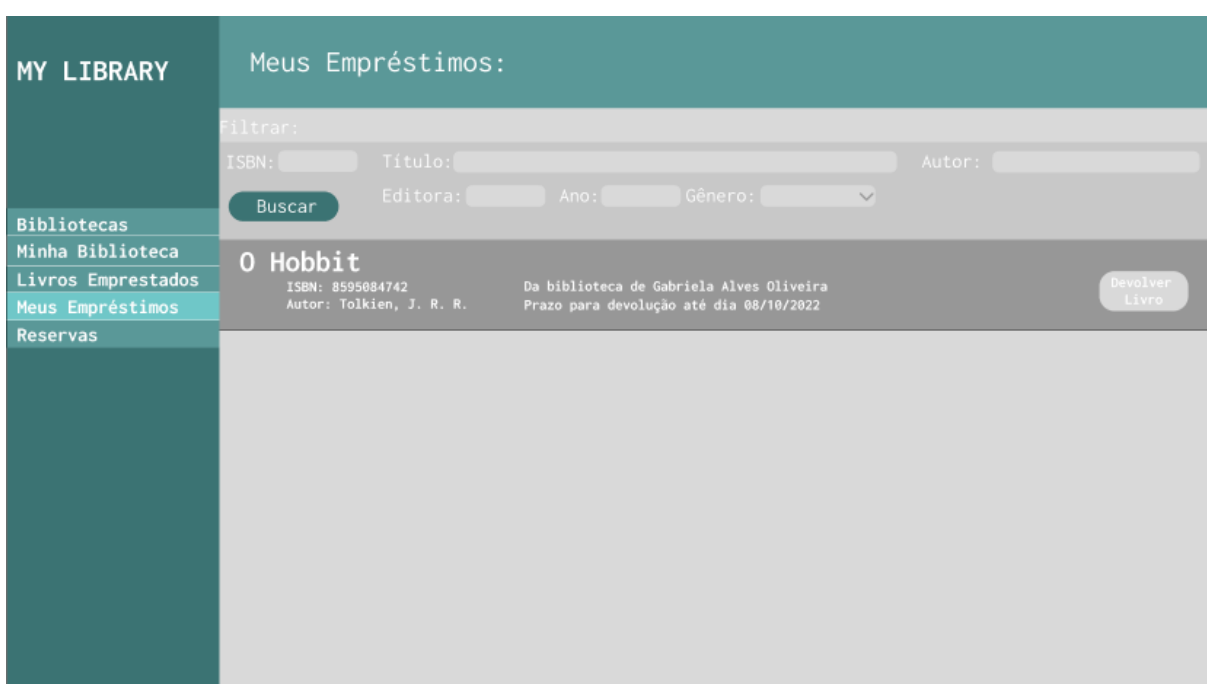 MY LIBRARY
Meus Empréstimos:
Filtrar:
ISBN: Título: Autor:
Buscar Editora: Ano: Gênero:
Bibliotecas
Minha Biblioteca
Livros Emprestados
Meus Empréstimos
Reservas
O Hobbit
ISBN: 8595084742 Da biblioteca de Gabriela Alves Oliveira
Autor: Tolkien, J. R. R. Prazo para devolução até dia 08/10/2022
Devolver
Livro